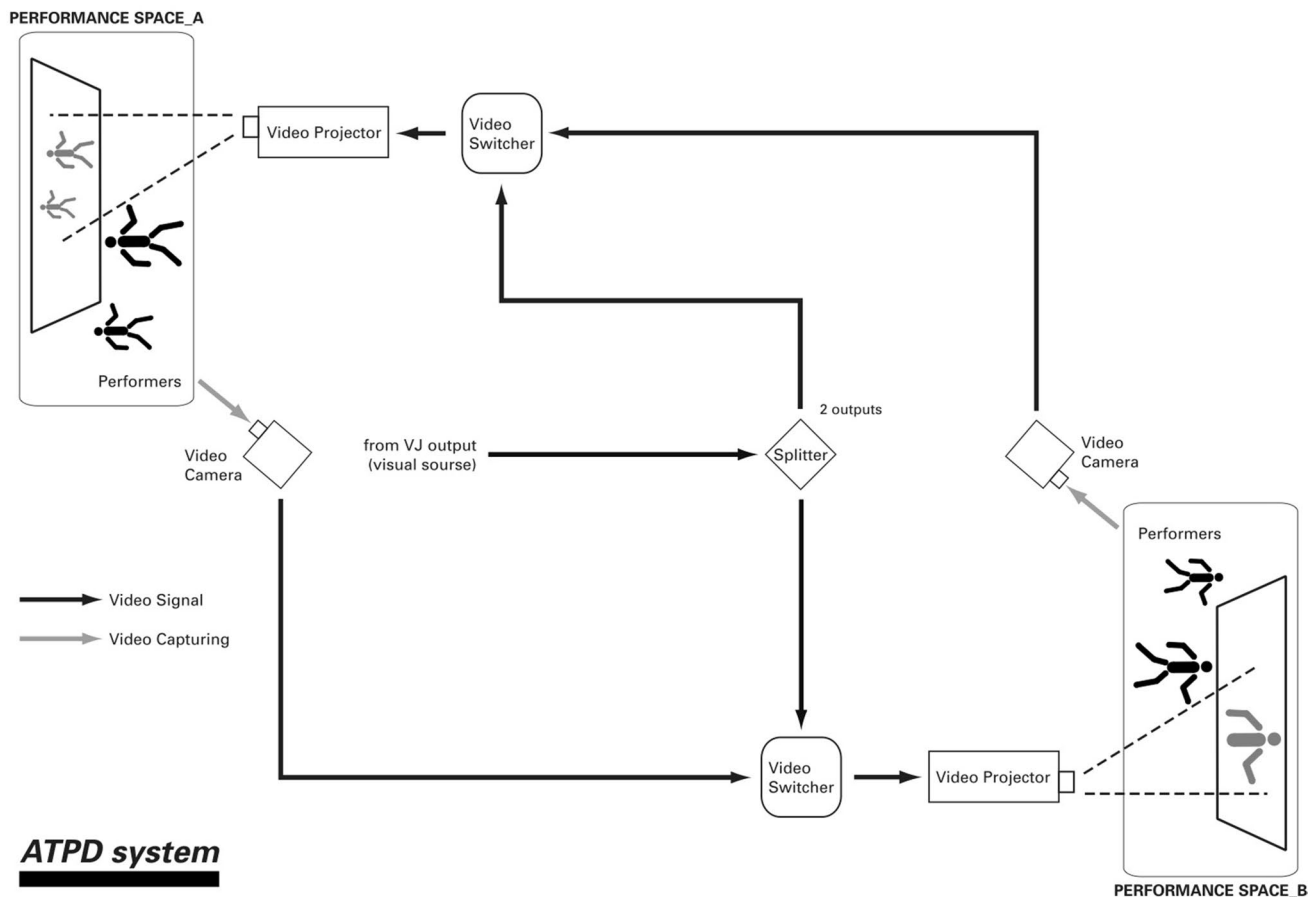 PERFORMANCE SPACE_A
Video Projector
Video
Switcher
Performers
2 outputs
Video
Camera
from VJ output
(visual sourse)
Splitter
Video
Camera
Performers
Video Signal
Video Capturing
Video
Switcher
Video Projector
ATPD system
PERFORMANCE SPACE_B